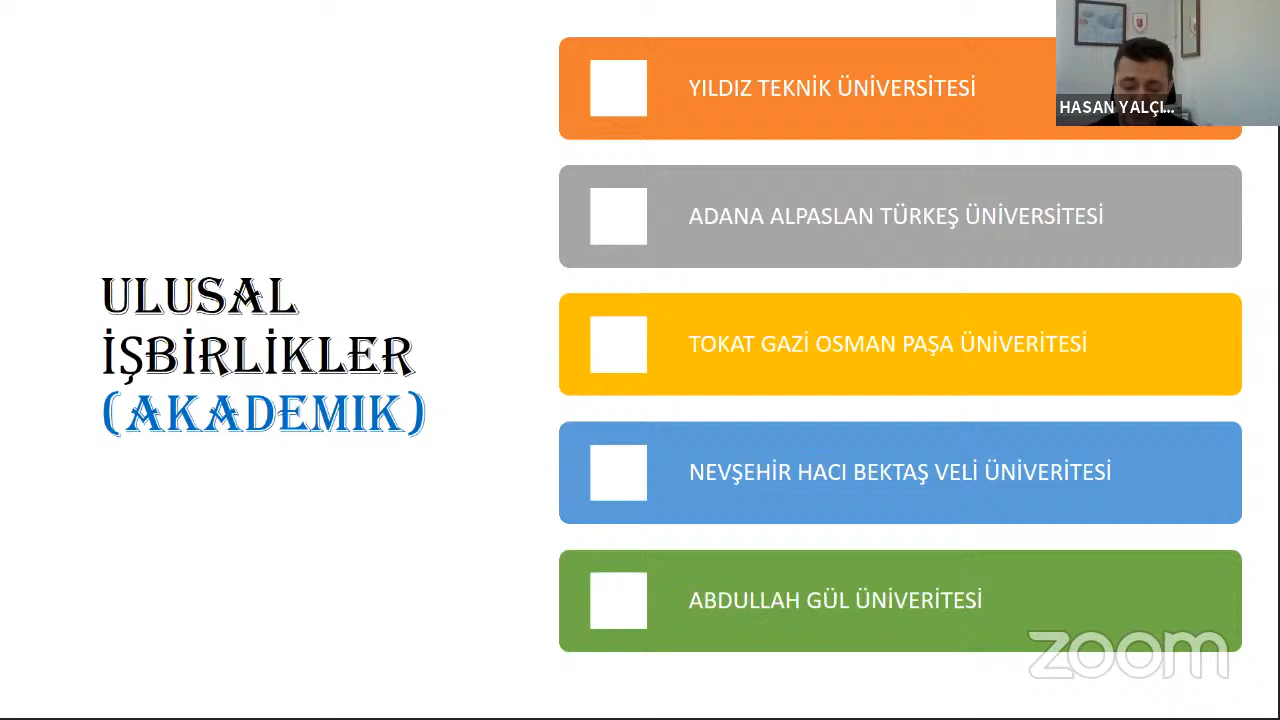 ULUSAL
İŞBİRLİKLER
(AKADEMIK)
YILDIZ TEKNİK ÜNİVERSİTESİ
ADANA ALPASLAN TÜRKEŞ ÜNİVERSİTESİ
TOKAT GAZİ OSMAN PAŞA ÜNİVERİTESİ
NEVŞEHİR HACI BEKTAŞ VELİ ÜNİVERİTESİ
ABDULLAH GÜL ÜNİVERİTESİ
HASAN YALÇI...
zoom